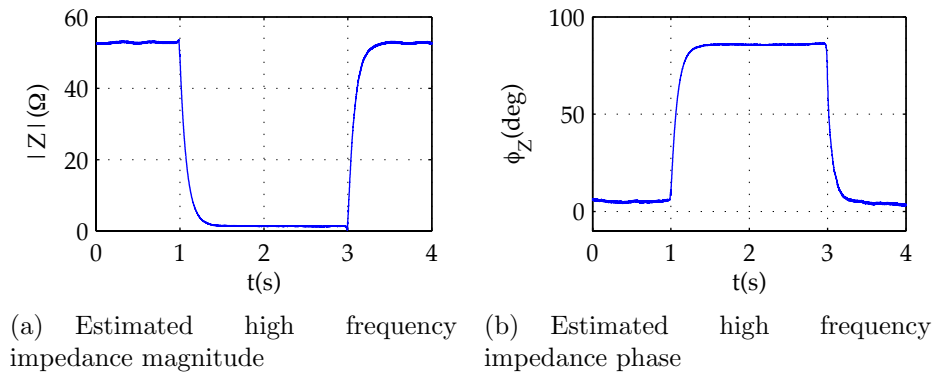 60
40
20
0
|Z|(Ω)
0 1 2 3 4
t(s)
100
50
0
ϕZ(deg)
0 1 2 3 4
t(s)
(a) Estimated high frequency
impedance magnitude
(b) Estimated high frequency
impedance phase